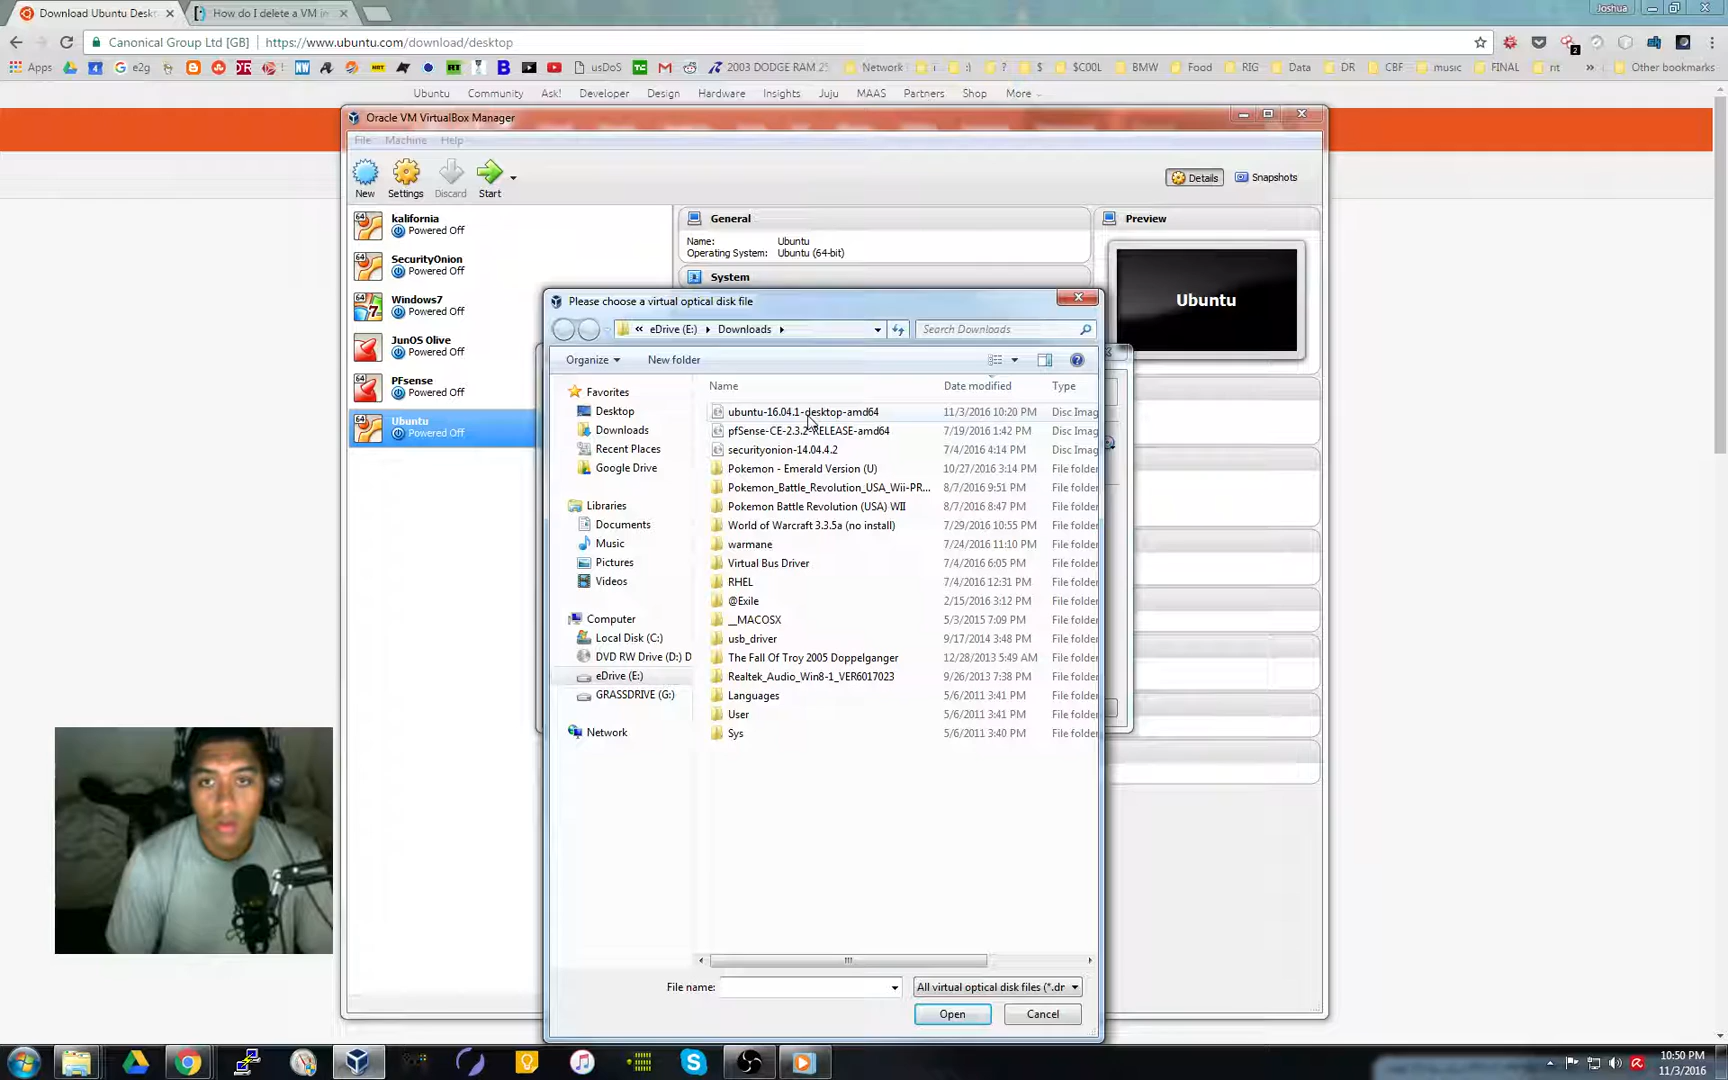 Download Ubuntu Desk
How do I delete a VM in
Joshua
Canonical Group Ltd [GB] https://www.ubuntu.com/download/desktop
Apps e2g usDoS 2003 DODGE RAM 25 Network i :) ? $ $C00L BMW Food RIG Data DR CBF music FINAL nt » Other bookmarks
Ubuntu Community Ask! Developer Design Hardware Insights Juju MAAS Partners Shop More
Oracle VM VirtualBox Manager
File Machine Help
New Settings Discard Start
Details Snapshots
kalifornia
Powered Off
SecurityOnion
Powered Off
Windows7
Powered Off
JunOS Olive
Powered Off
PFsense
Powered Off
Ubuntu
Powered Off
General
Name: Ubuntu
Operating System: Ubuntu (64-bit)
System
Preview
Ubuntu
Please choose a virtual optical disk file
« eDrive (E:) Downloads
Search Downloads
Organize New folder
Favorites
Desktop
Downloads
Recent Places
Google Drive
Libraries
Documents
Music
Pictures
Videos
Computer
Local Disk (C:)
DVD RW Drive (D:) D
eDrive (E:)
GRASSDRIVE (G:)
Network
Name Date modified Type
ubuntu-16.04.1-desktop-amd64 11/3/2016 10:20 PM Disc Imag
pfSense-CE-2.3.2-RELEASE-amd64 7/19/2016 1:42 PM Disc Imag
securityonion-14.04.4.2 7/4/2016 4:14 PM Disc Imag
Pokemon - Emerald Version (U) 10/27/2016 3:14 PM File folder
Pokemon_Battle_Revolution_USA_Wii-PR... 8/7/2016 9:51 PM File folder
Pokemon Battle Revolution (USA) WII 8/7/2016 8:47 PM File folder
World of Warcraft 3.3.5a (no install) 7/29/2016 10:55 PM File folder
warmane 7/24/2016 11:10 PM File folder
Virtual Bus Driver 7/4/2016 6:05 PM File folder
RHEL 7/4/2016 12:31 PM File folder
@Exile 2/15/2016 3:12 PM File folder
__MACOSX 5/3/2015 7:09 PM File folder
usb_driver 9/17/2014 3:48 PM File folder
The Fall Of Troy 2005 Doppelganger 12/28/2013 5:49 AM File folder
Realtek_Audio_Win8-1_VER6017023 9/26/2013 7:38 PM File folder
Languages 5/6/2011 3:41 PM File folder
User 5/6/2011 3:41 PM File folder
Sys 5/6/2011 3:40 PM File folder
File name:
All virtual optical disk files (*.dr
Open Cancel
10:50 PM
11/3/2016